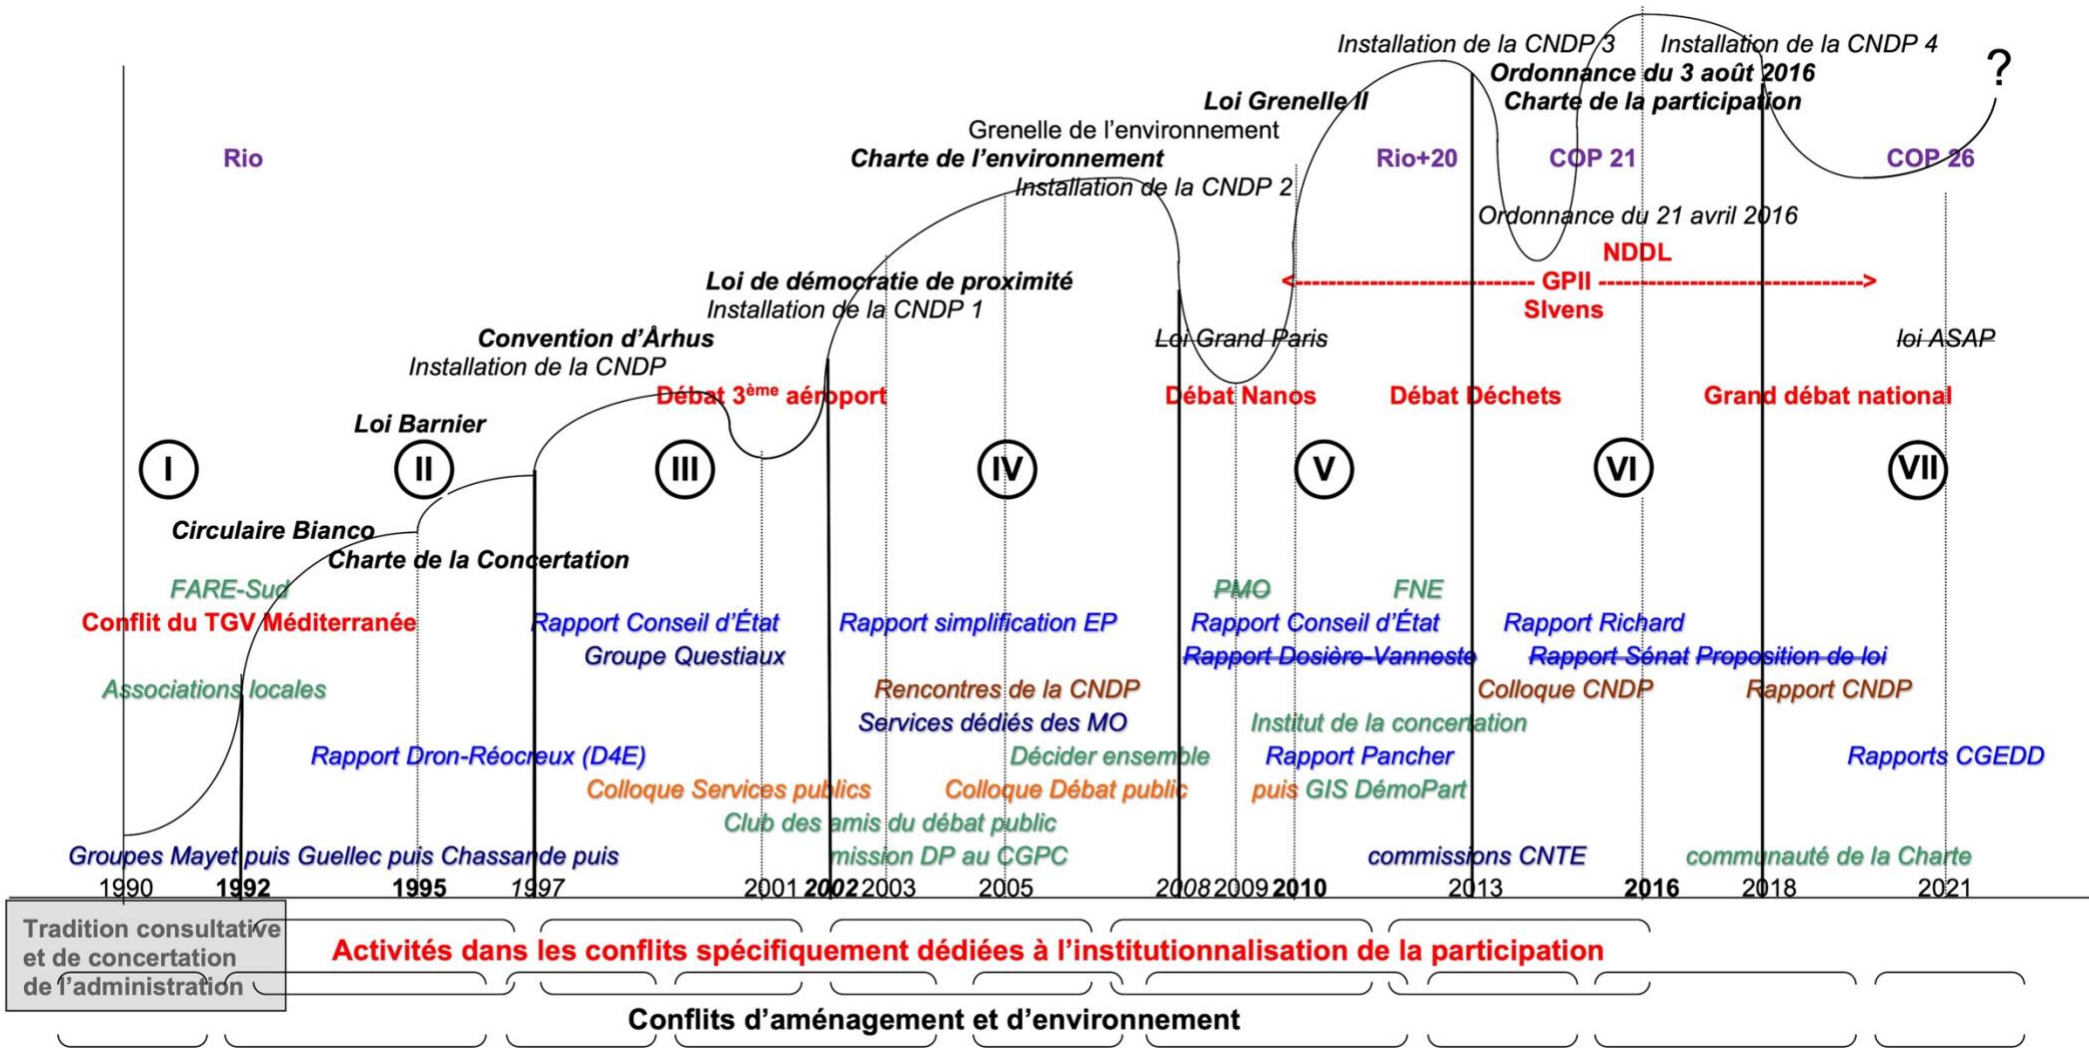 Installation de la CNDP 3 Installation de la CNDP 4
Ordonnance du 3 août 2016 ?
Loi Grenelle II Charte de la participation
Grenelle de l'environnement
Rio Charte de l'environnement Rio+20 COP 21 COP 26
Installation de la CNDP 2
Ordonnance du 21 avril 2016
NDDL
Loi de démocratie de proximité <---- GPII ---->
Installation de la CNDP 1 SIvens
Convention d'Århus Loi Grand Paris loi ASAP
Installation de la CNDP
Débat 3ème aéroport Débat Nanos Débat Déchets Grand débat national
Loi Barnier
I II III IV V VI VII
Circulaire Bianco
Charte de la Concertation
FARE-Sud PMO FNE
Conflit du TGV Méditerranée Rapport Conseil d'État Rapport simplification EP Rapport Conseil d'État Rapport Richard
Groupe Questiaux Rapport Dosière-Vanneste Rapport Sénat Proposition de loi
Associations locales Rencontres de la CNDP Colloque CNDP Rapport CNDP
Services dédiés des MO Institut de la concertation
Rapport Dron-Réocreux (D4E) Décider ensemble Rapport Pancher Rapports CGEDD
Colloque Services publics Colloque Débat public puis GIS DémoPart
Club des amis du débat public
Groupes Mayet puis Guellec puis Chassande puis mission DP au CGPC commissions CNTE communauté de la Charte
1990 1992 1995 1997 2001 2002 2003 2005 2008 2009 2010 2013 2016 2018 2021
Tradition consultative
et de concertation
de l'administration
Activités dans les conflits spécifiquement dédiées à l'institutionnalisation de la participation
Conflits d'aménagement et d'environnement